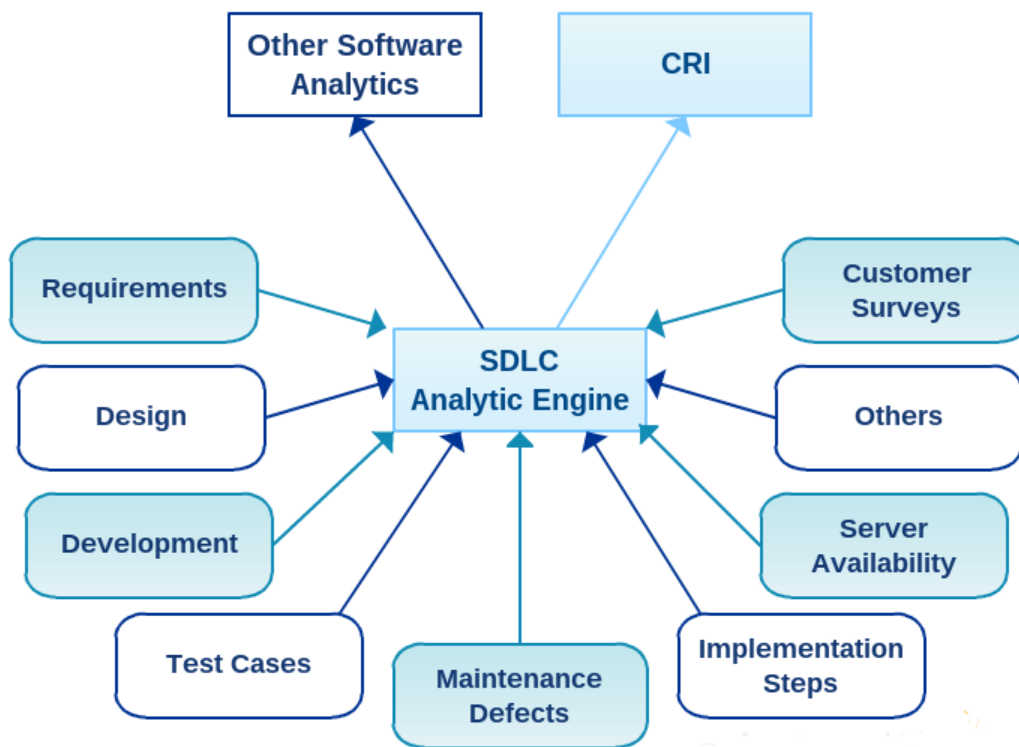 Other Software
Analytics
CRI
Requirements
Customer
Surveys
SDLC
Analytic Engine
Design
Others
Development
Server
Availability
Test Cases
Maintenance
Defects
Implementation
Steps